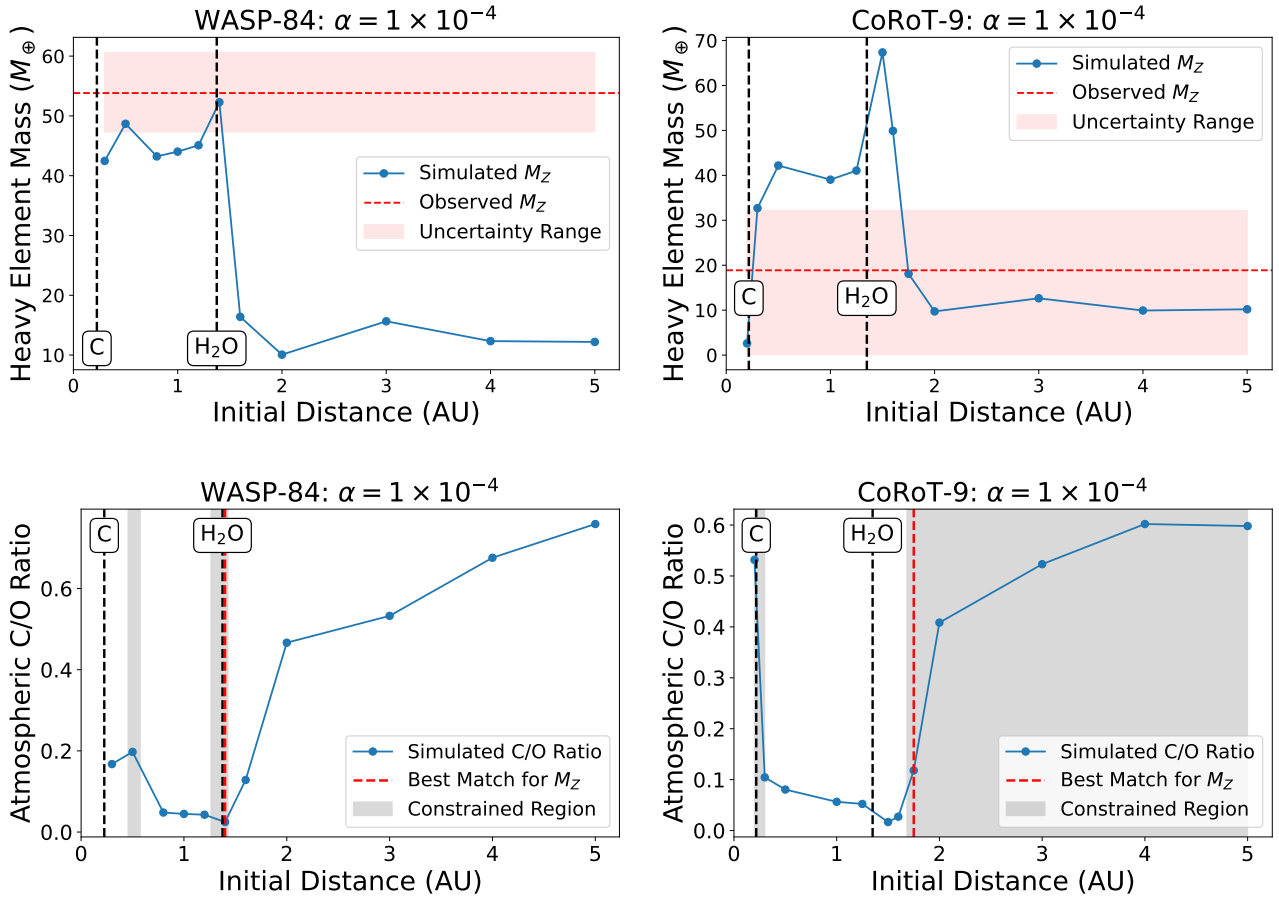 WASP-84: α = 1 × 10⁻⁴
Heavy Element Mass (M⊕)
60
50
40
30
20
10
C
H₂O
Simulated M_Z
Observed M_Z
Uncertainty Range
0 1 2 3 4 5
Initial Distance (AU)
CoRoT-9: α = 1 × 10⁻⁴
Heavy Element Mass (M⊕)
70
60
50
40
30
20
10
0
C
H₂O
Simulated M_Z
Observed M_Z
Uncertainty Range
0 1 2 3 4 5
Initial Distance (AU)
WASP-84: α = 1 × 10⁻⁴
Atmospheric C/O Ratio
0.6
0.4
0.2
0.0
C
H₂O
Simulated C/O Ratio
Best Match for M_Z
Constrained Region
0 1 2 3 4 5
Initial Distance (AU)
CoRoT-9: α = 1 × 10⁻⁴
Atmospheric C/O Ratio
0.6
0.5
0.4
0.3
0.2
0.1
0.0
C
H₂O
Simulated C/O Ratio
Best Match for M_Z
Constrained Region
0 1 2 3 4 5
Initial Distance (AU)